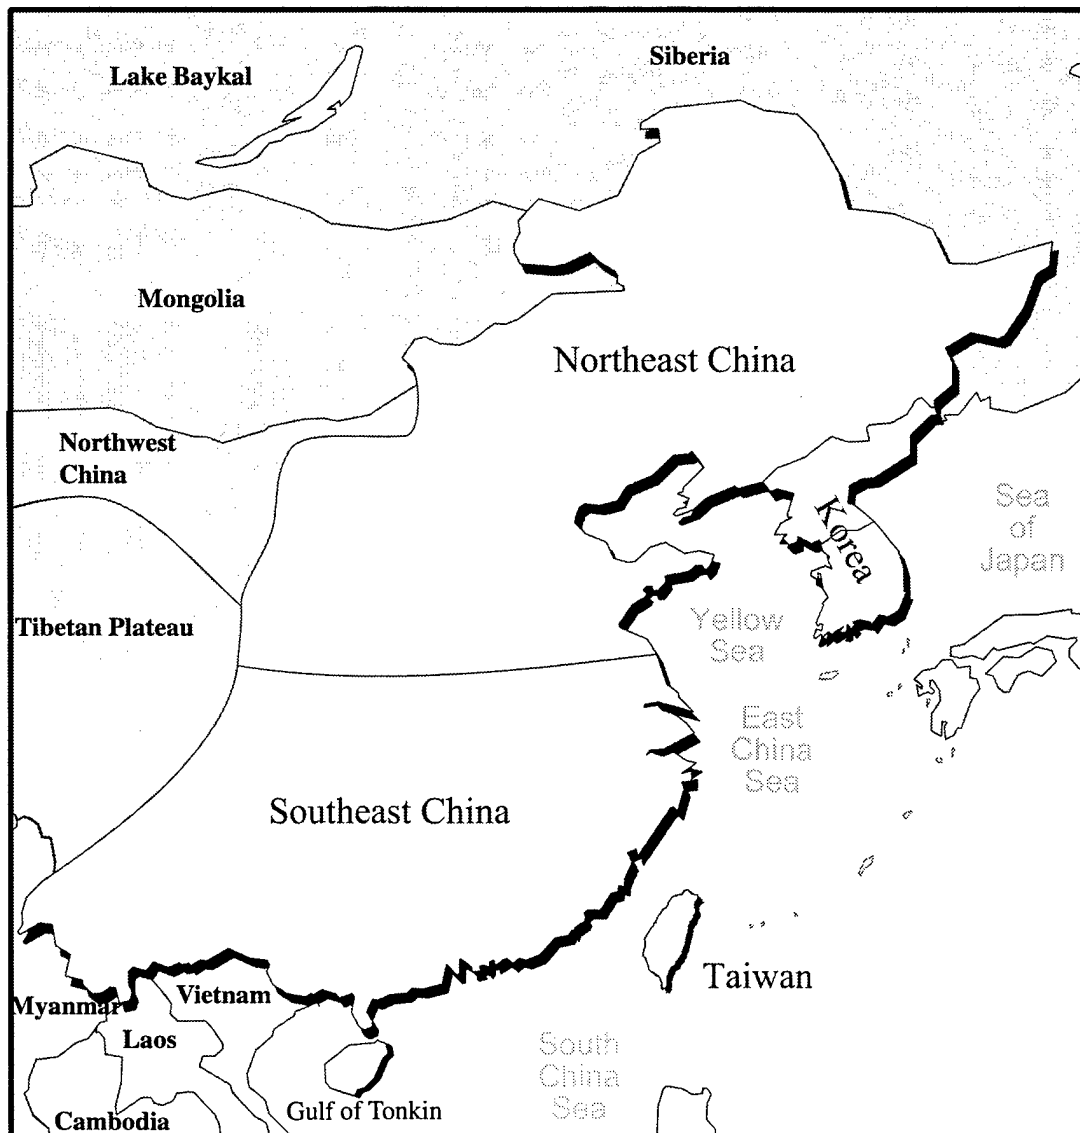 Siberia
Lake Baykal
Mongolia
Northeast China
Northwest
China
Sea
of
Japan
Korea
Tibetan Plateau
Yellow
Sea
East
China
Sea
Southeast China
Taiwan
Vietnam
Myanmar
Laos
South
China
Sea
Gulf of Tonkin
Cambodia